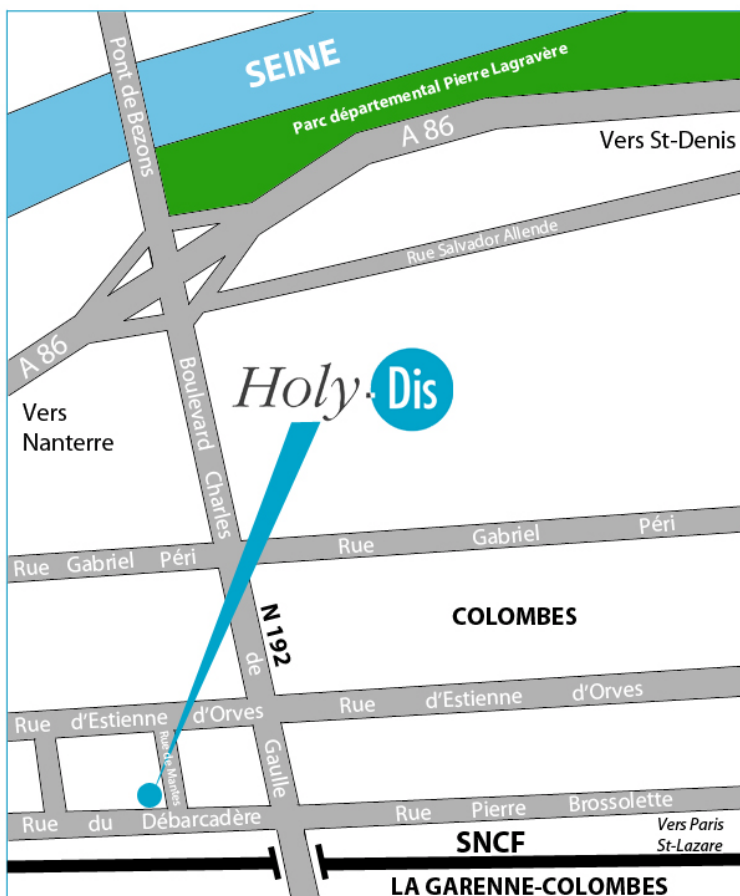 Pont de Bezons
SEINE
Parc départemental Pierre Lagravère
A 86
Vers St-Denis
Rue Salvador Allende
A 86
Vers
Nanterre
Holy-Dis
Boulevard Charles de Gaulle
N 192
Rue Gabriel Péri
Rue Gabriel Péri
COLOMBES
Rue d'Estienne d'Orves
Rue d'Estienne d'Orves
Rue de Mantes
Rue du Débarcadère
Rue Pierre Brossolette
SNCF
Vers Paris
St-Lazare
LA GARENNE-COLOMBES